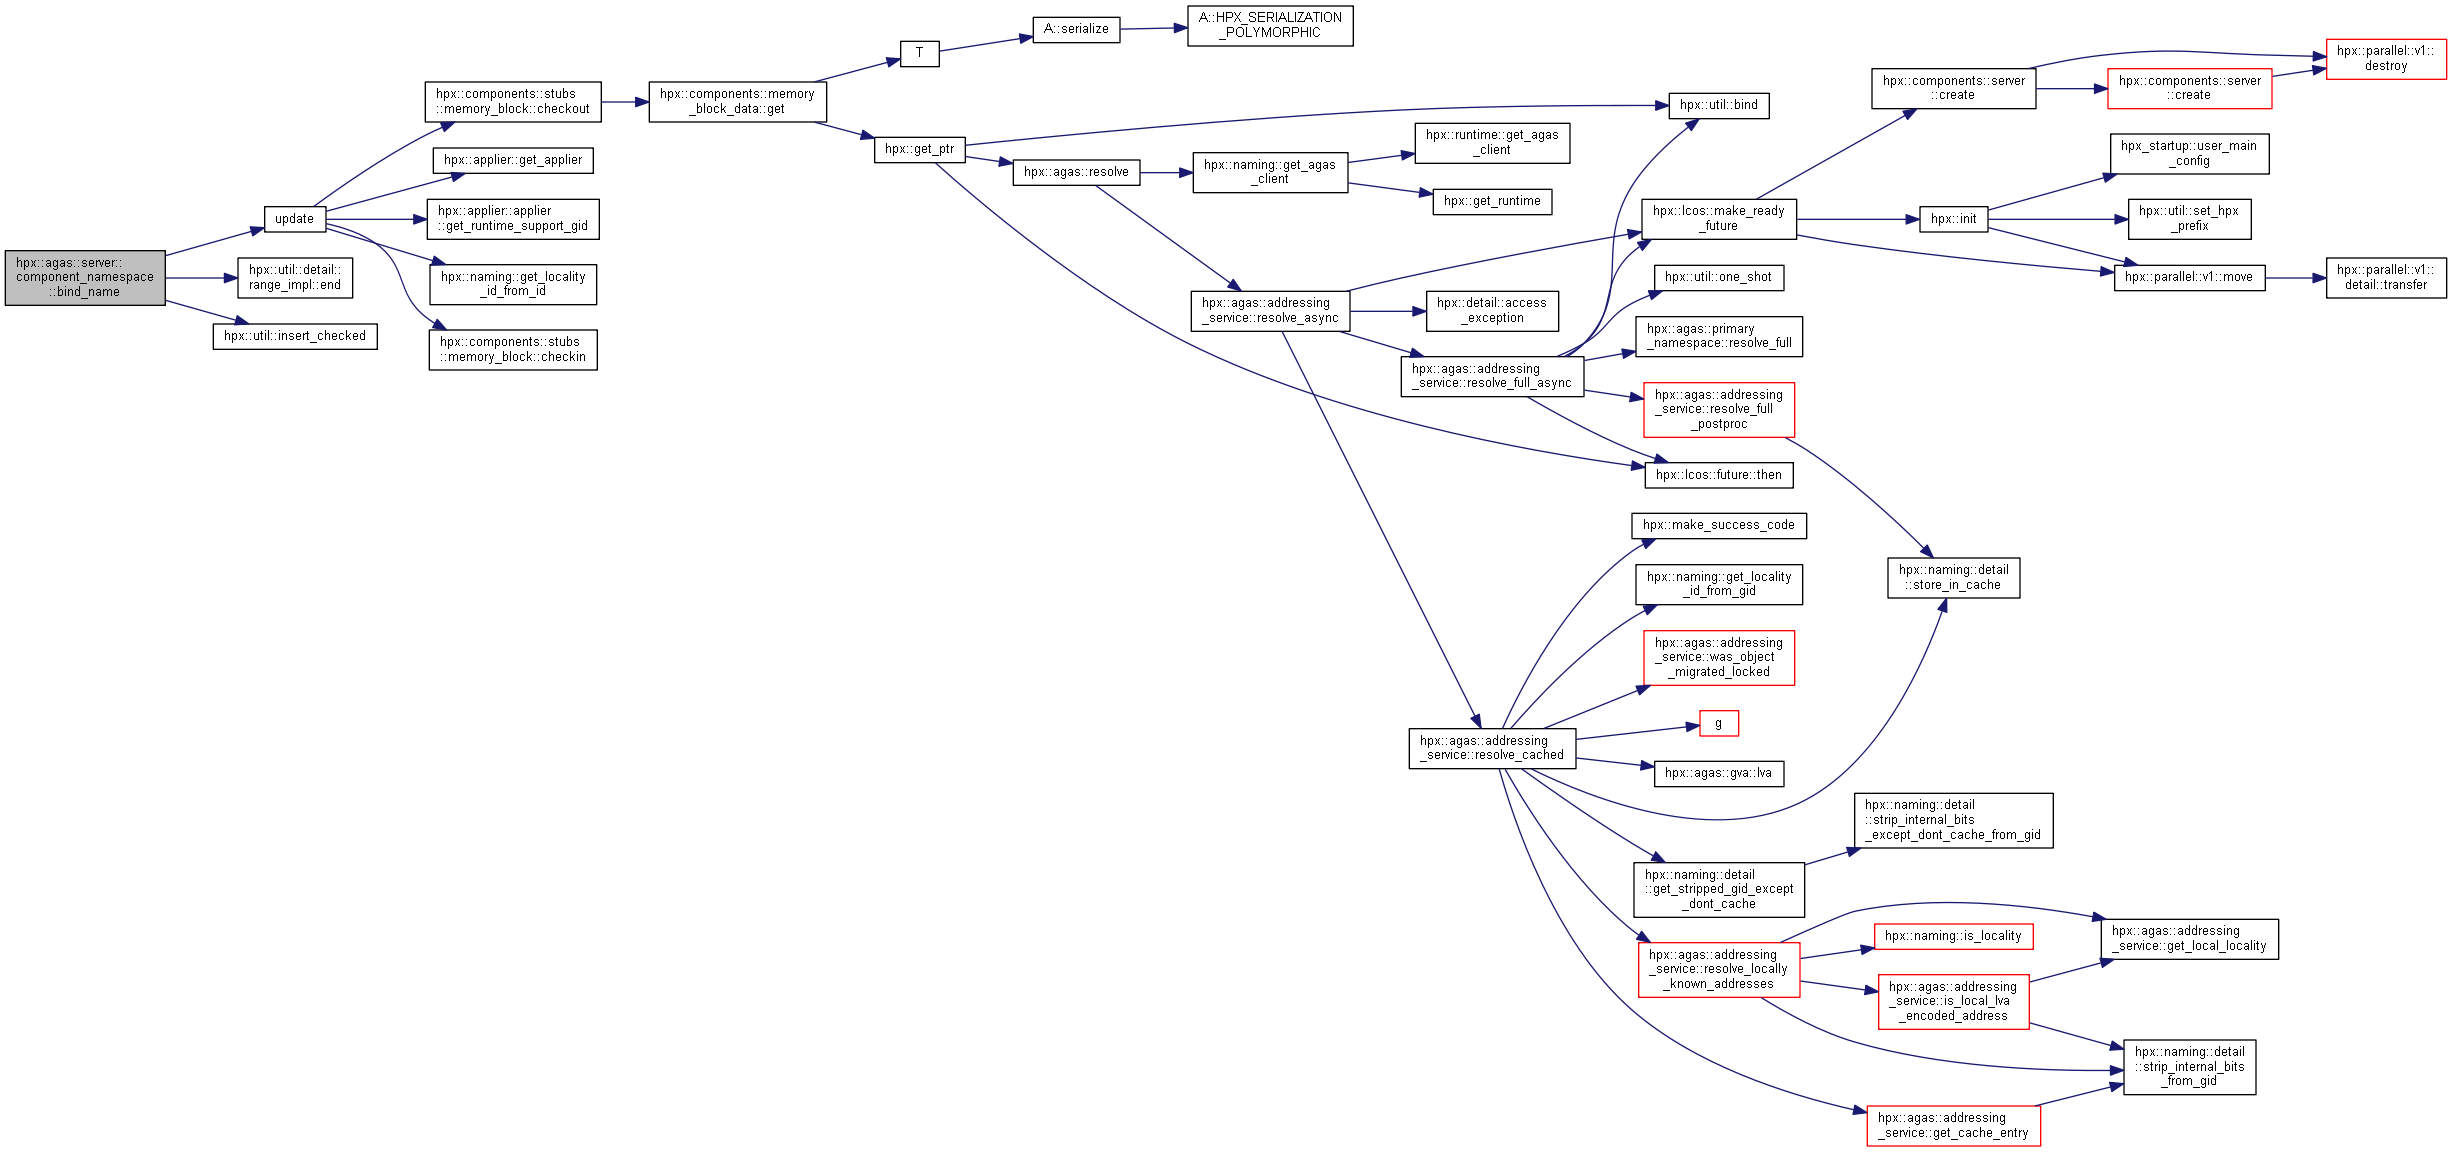 hpx::agas::server::
component_namespace
::bind_name
update
hpx::util::detail::
range_impl::end
hpx::util::insert_checked
hpx::components::stubs
::memory_block::checkout
hpx::applier::get_applier
hpx::applier::applier
::get_runtime_support_gid
hpx::naming::get_locality
_id_from_id
hpx::components::stubs
::memory_block::checkin
hpx::components::memory
_block_data::get
T
hpx::get_ptr
A::serialize
A::HPX_SERIALIZATION
_POLYMORPHIC
hpx::agas::resolve
hpx::naming::get_agas
_client
hpx::runtime::get_agas
_client
hpx::get_runtime
hpx::agas::addressing
_service::resolve_async
hpx::detail::access
_exception
hpx::agas::addressing
_service::resolve_full_async
hpx::agas::addressing
_service::resolve_cached
hpx::util::bind
hpx::lcos::make_ready
_future
hpx::util::one_shot
hpx::agas::primary
_namespace::resolve_full
hpx::agas::addressing
_service::resolve_full
_postproc
hpx::lcos::future::then
hpx::make_success_code
hpx::naming::get_locality
_id_from_gid
hpx::agas::addressing
_service::was_object
_migrated_locked
g
hpx::agas::gva::lva
hpx::naming::detail
::get_stripped_gid_except
_dont_cache
hpx::agas::addressing
_service::resolve_locally
_known_addresses
hpx::components::server
::create
hpx::init
hpx::naming::detail
::store_in_cache
hpx::naming::detail
::strip_internal_bits
_except_dont_cache_from_gid
hpx::naming::is_locality
hpx::agas::addressing
_service::is_local_lva
_encoded_address
hpx::agas::addressing
_service::get_cache_entry
hpx::components::server
::create
hpx_startup::user_main
_config
hpx::util::set_hpx
_prefix
hpx::parallel::v1::move
hpx::agas::addressing
_service::get_local_locality
hpx::naming::detail
::strip_internal_bits
_from_gid
hpx::parallel::v1::
destroy
hpx::parallel::v1::
detail::transfer